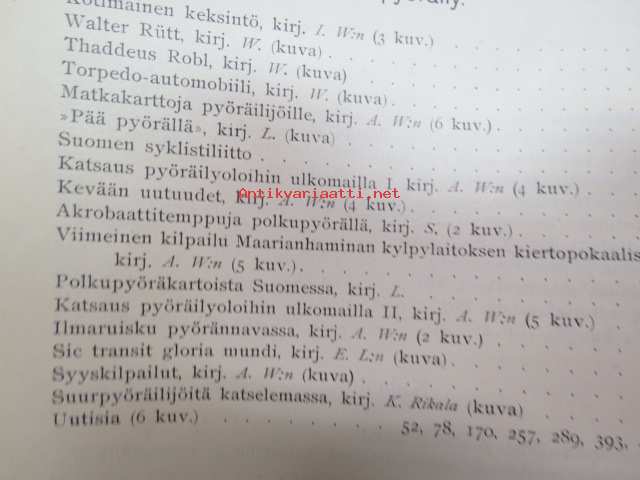 Kotimainen keksintö, kirj. I. W:n (3 kuv.)
Walter Rütt, kirj. W. (kuva)
Thaddeus Robl, kirj. W. (kuva)
Torpedo-automobiili, kirj. W. (kuva)
Matkakarttoja pyöräilijöille, kirj. A. W:n (6 kuv.)
»Pää pyörällä», kirj. L. (kuva)
Suomen syklistiliitto
Katsaus pyöräilyoloihin ulkomailla I, kirj. A. W:n (4 kuv.)
Antikvariaatti.net
Kevään uutuudet, kirj. A. W:n (4 kuv.)
Akrobaattitemppuja polkupyörällä, kirj. S. (2 kuv.)
Viimeinen kilpailu Maarianhaminan kylpylaitoksen kiertopokaalis
kirj. A. W:n (5 kuv.)
Polkupyöräkartoista Suomessa, kirj. L.
Katsaus pyöräilyoloihin ulkomailla II, kirj. A. W:n (5 kuv.)
Ilmaruisku pyörännavassa, kirj. A. W:n (2 kuv.)
Sic transit gloria mundi, kirj. E. L:n (kuva)
Syyskilpailut, kirj. A. W:n (kuva)
Suurpyöräilijöitä katselemassa, kirj. K. Rikala (kuva)
Uutisia (6 kuv.) 52, 78, 170, 257, 289, 393,